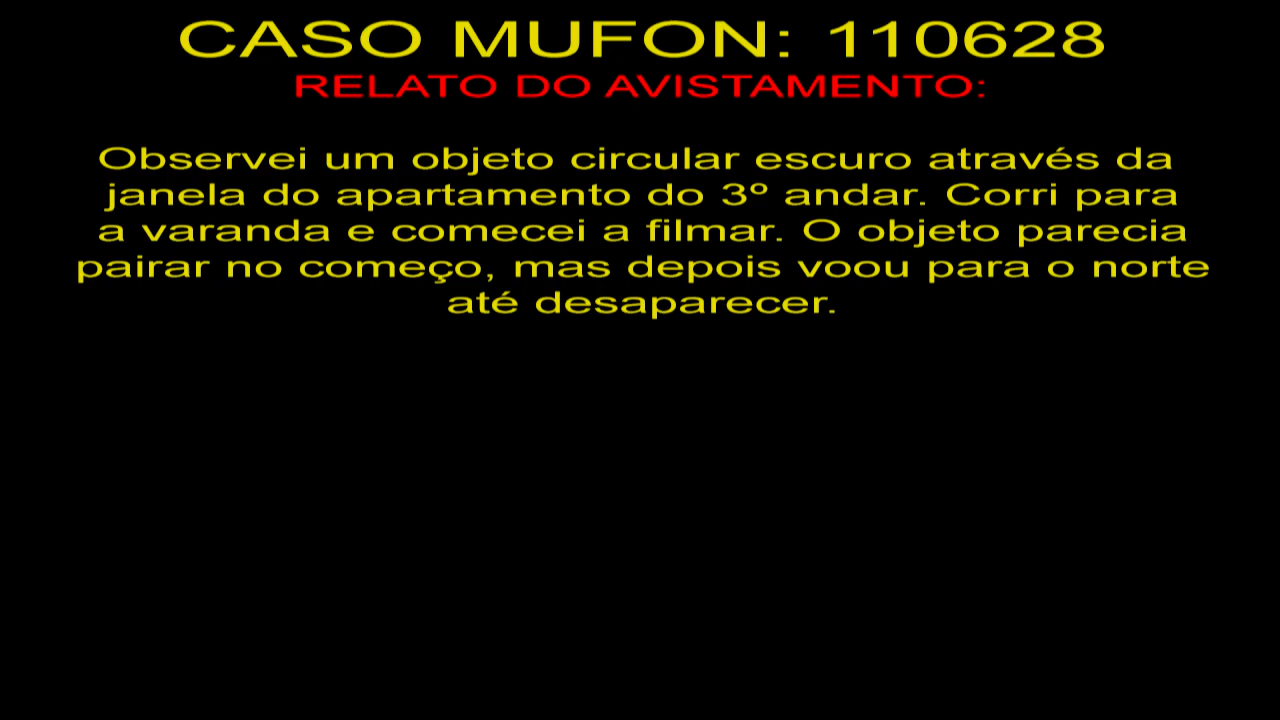 CASO MUFON: 110628
RELATO DO AVISTAMENTO:
Observei um objeto circular escuro através da
janela do apartamento do 3º andar. Corri para
a varanda e comecei a filmar. O objeto parecia
pairar no começo, mas depois voou para o norte
até desaparecer.